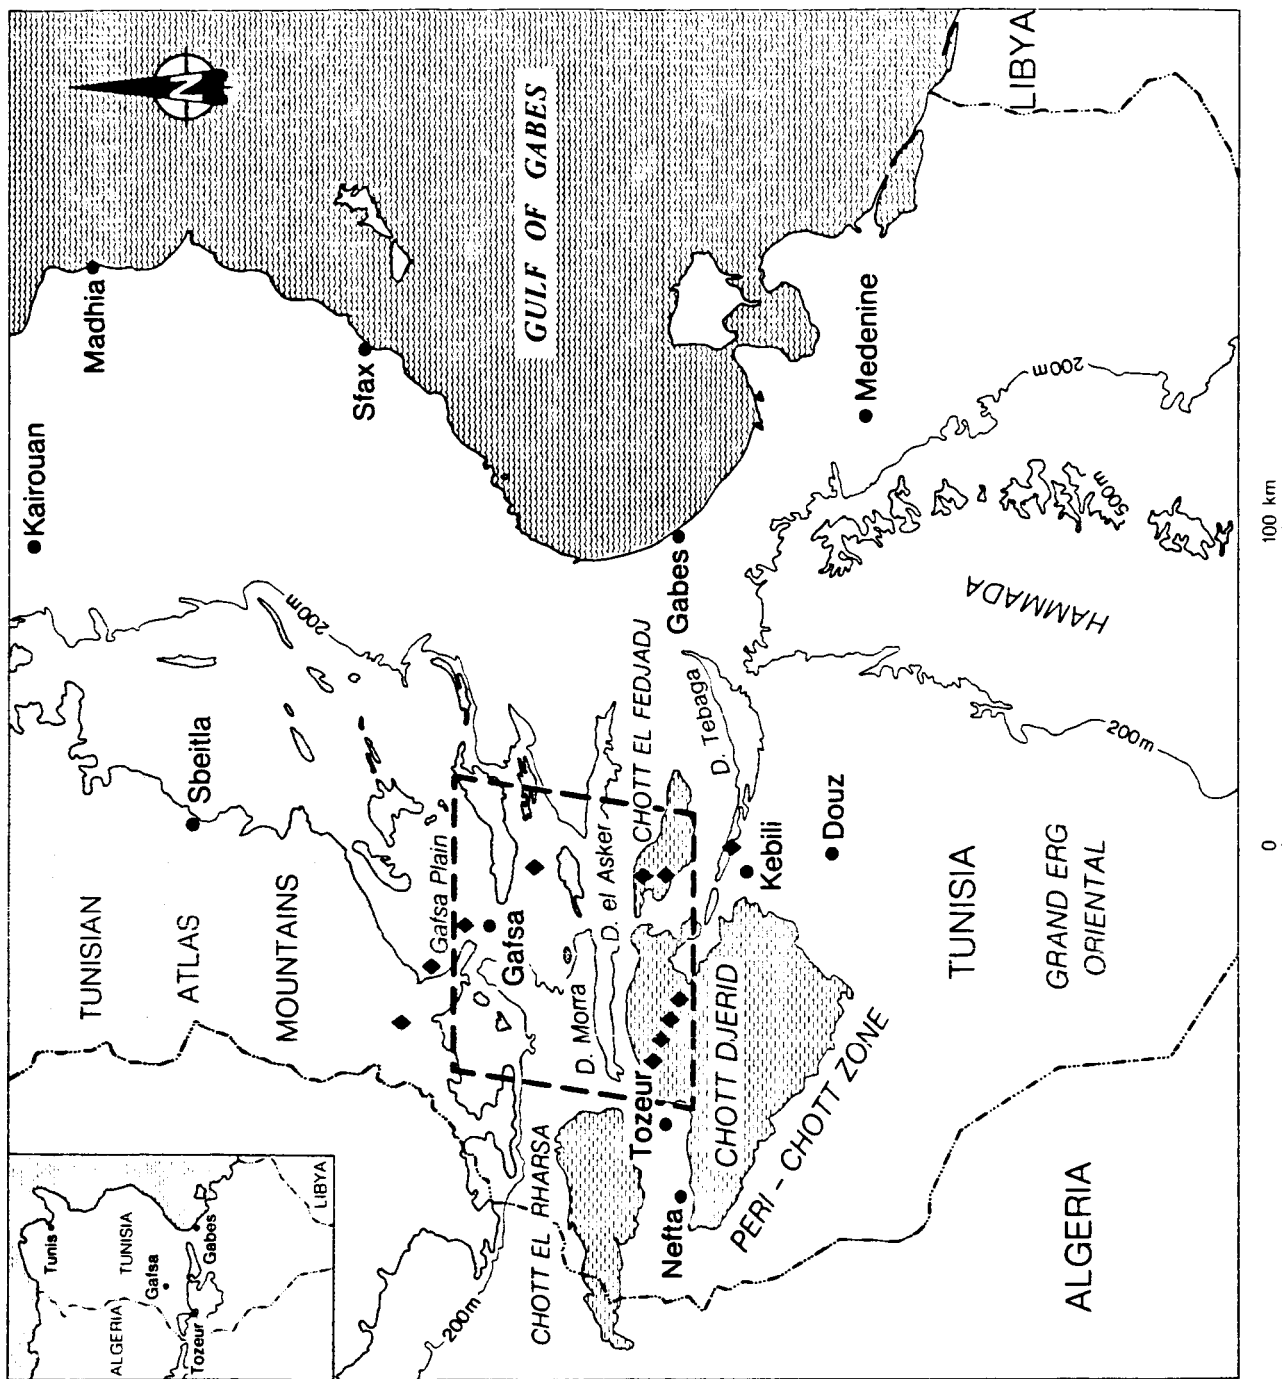 N
GULF OF GABES
LIBYA
Madhia
Sfax
Kairouan
Medenine
200m
500m
HAMMADA
Gabes
200m
200m
Sbeitla
CHOTT EL FEDJADJ
D. Tebaga
D. el Asker
Gafsa Plain
Gafsa
Kebili
Douz
TUNISIAN
ATLAS
MOUNTAINS
D. Morra
TUNISIA
GRAND ERG
ORIENTAL
Tozeur
CHOTT DJERID
PERI - CHOTT ZONE
Nefta
CHOTT EL RHARSA
200m
ALGERIA
Tunis
TUNISIA
ALGERIA
Gafsa
Gabes
Tozeur
LIBYA
0
100 km